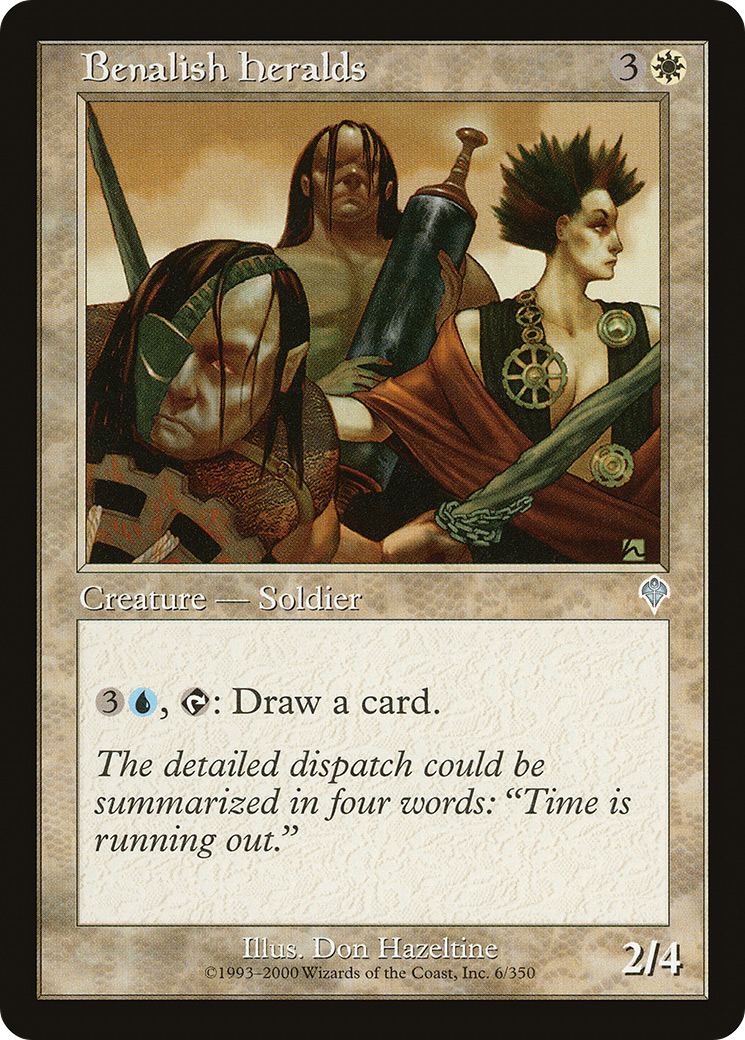 Benalish Heralds 3
Creature — Soldier
3, : Draw a card.
The detailed dispatch could be
summarized in four words: “Time is
running out.”
Illus. Don Hazeltine
©1993–2000 Wizards of the Coast, Inc. 6/350
2/4